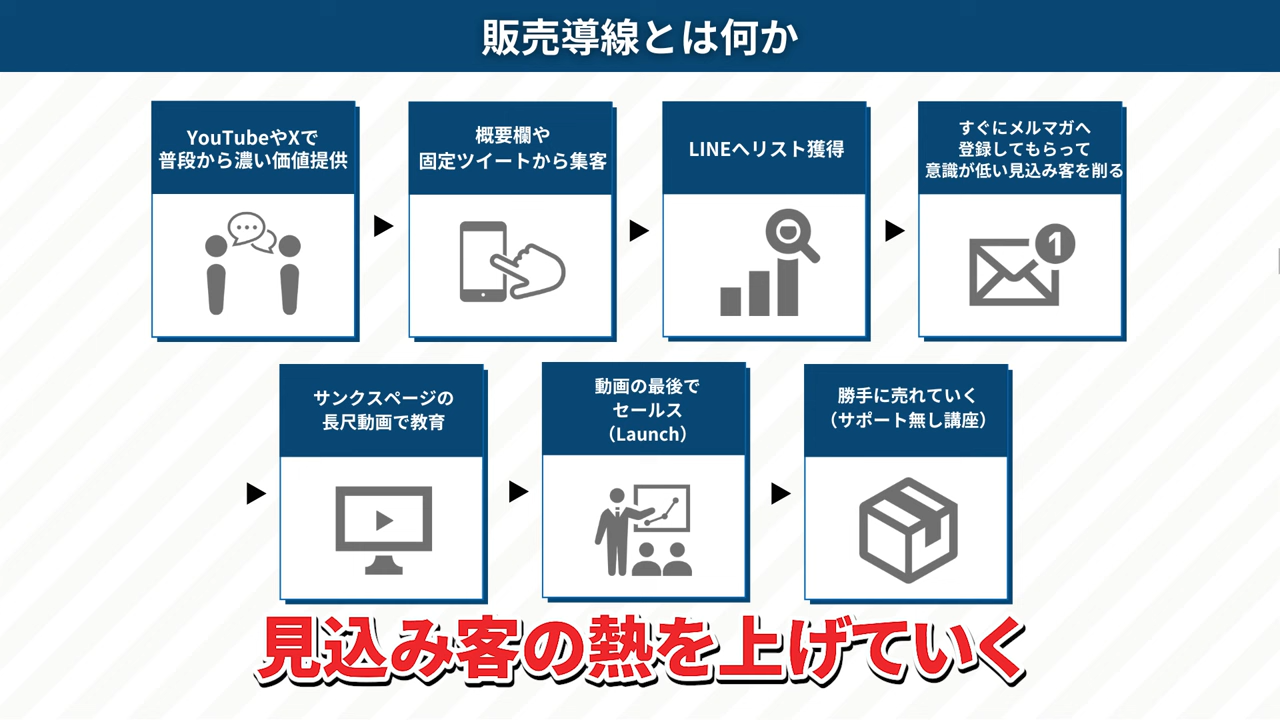 販売導線とは何か
YouTubeやXで
普段から濃い価値提供
概要欄や
固定ツイートから集客
LINEへリスト獲得
すぐにメルマガへ
登録してもらって
意識が低い見込み客を削る
1
サンクスページの
長尺動画で教育
動画の最後で
セールス
（Launch）
勝手に売れていく
（サポート無し講座）
見込み客の熱を上げていく